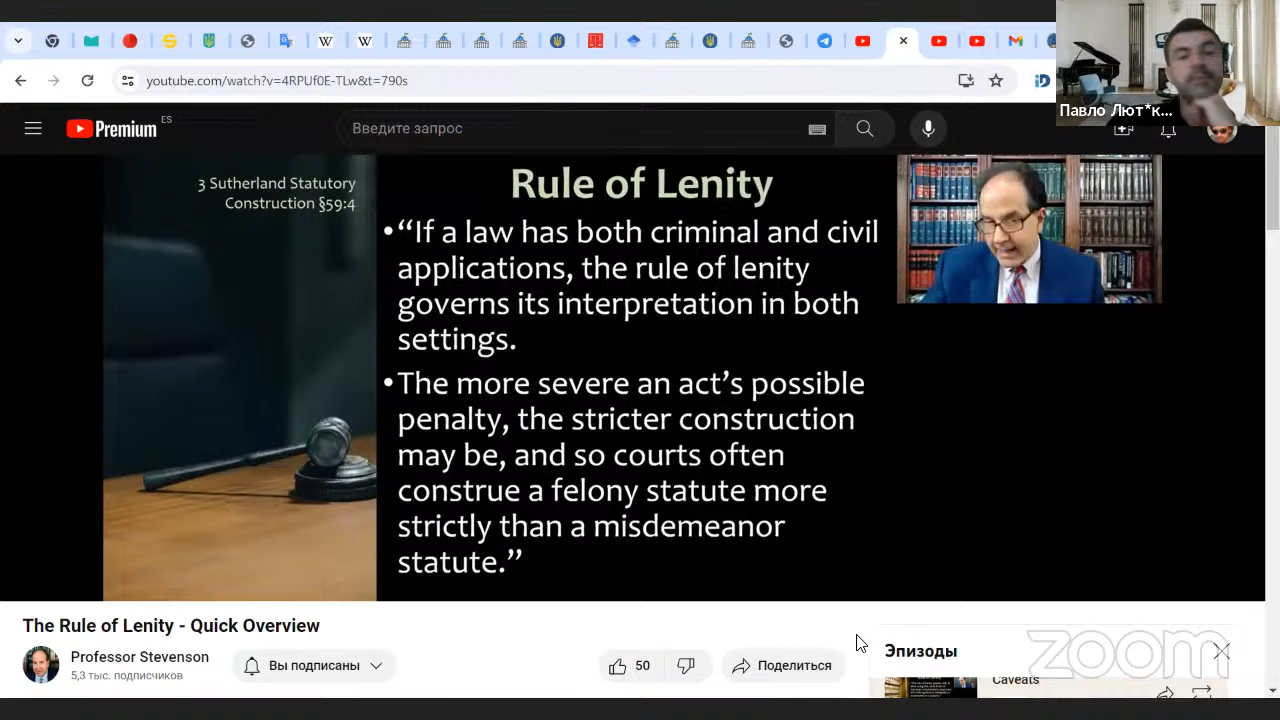 youtube.com/watch?v=4RPUf0E-TLw&t=790s
Павло Лют*к...
Premium
ES
Введите запрос
3 Sutherland Statutory
Construction §59:4
Rule of Lenity
•“If a law has both criminal and civil
applications, the rule of lenity
governs its interpretation in both
settings.
•The more severe an act’s possible
penalty, the stricter construction
may be, and so courts often
construe a felony statute more
strictly than a misdemeanor
statute.”
The Rule of Lenity - Quick Overview
Professor Stevenson
5,3 тыс. подписчиков
Вы подписаны
50
Поделиться
Эпизоды
zoom
Caveats